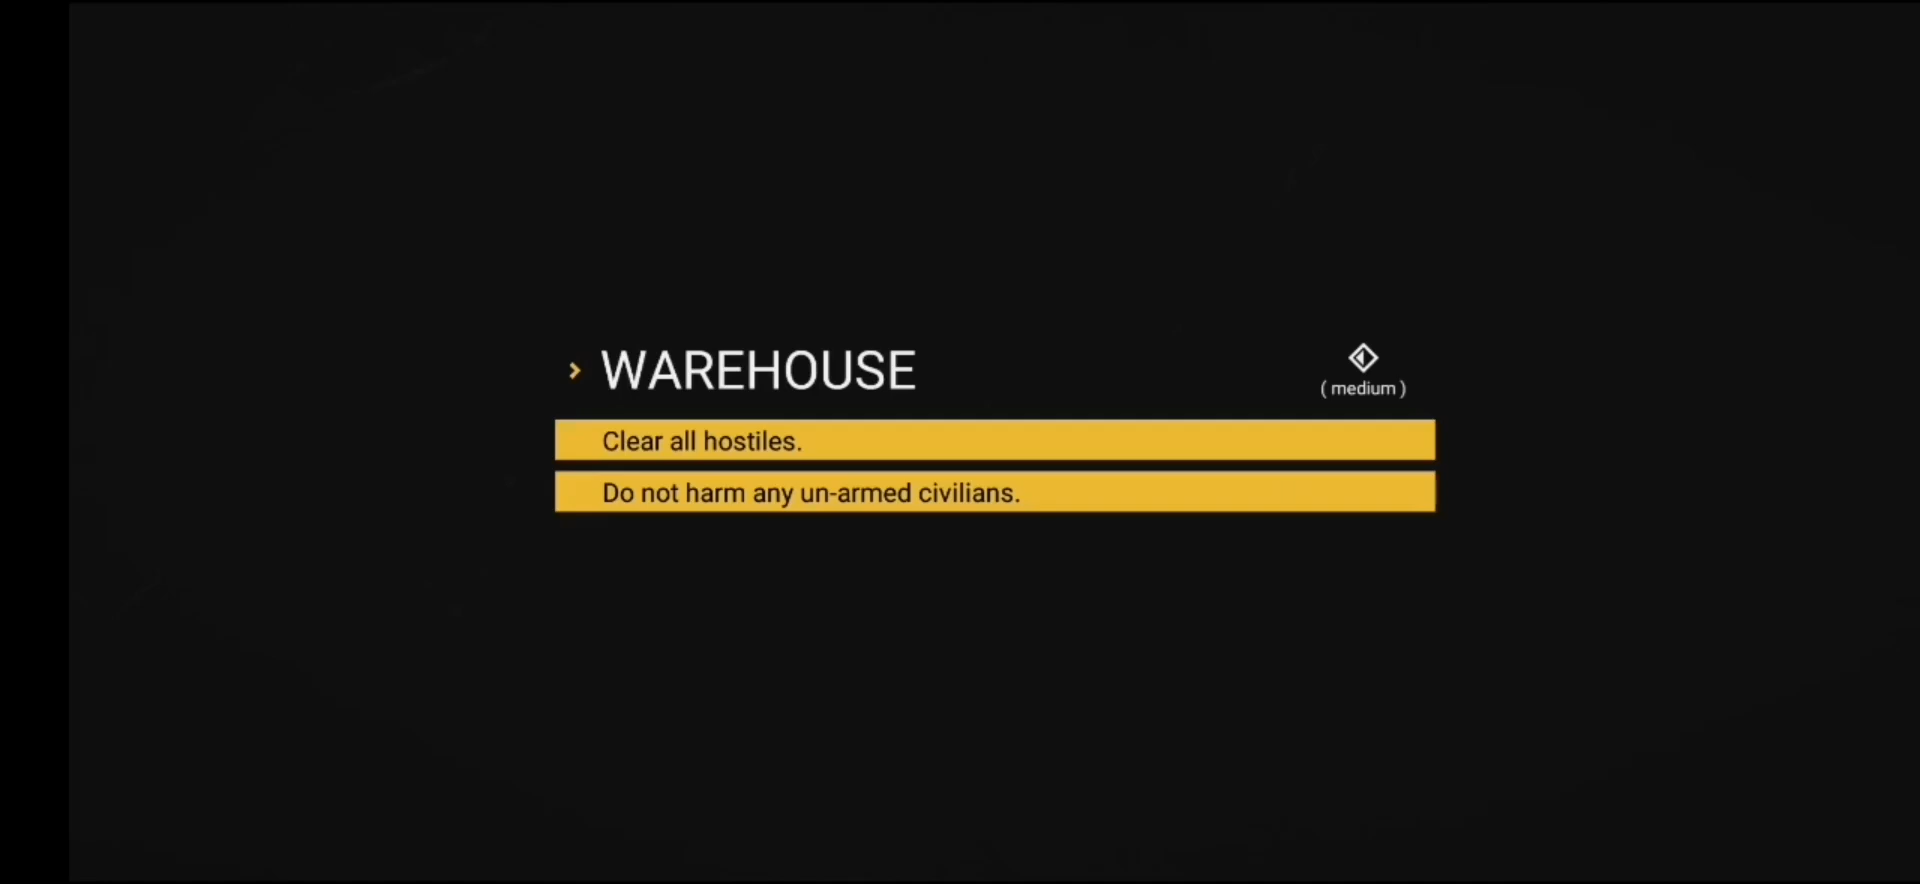 WAREHOUSE
( medium )
Clear all hostiles.
Do not harm any un-armed civilians.